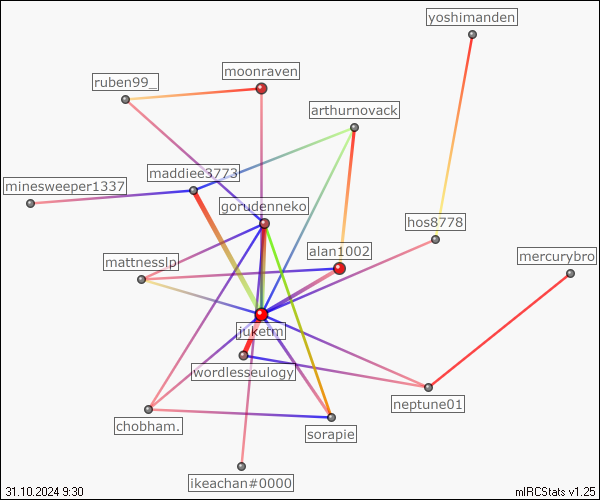 yoshimanden
moonraven
ruben99_
arthurnovack
maddiee3773
minesweeper1337
gorudenneko
hos8778
alan1002
mercurybro
mattnesslp
juketm
wordlesseulogy
neptune01
chobham.
sorapie
ikeachan#0000
31.10.2024 9:30
mIRCStats v1.25